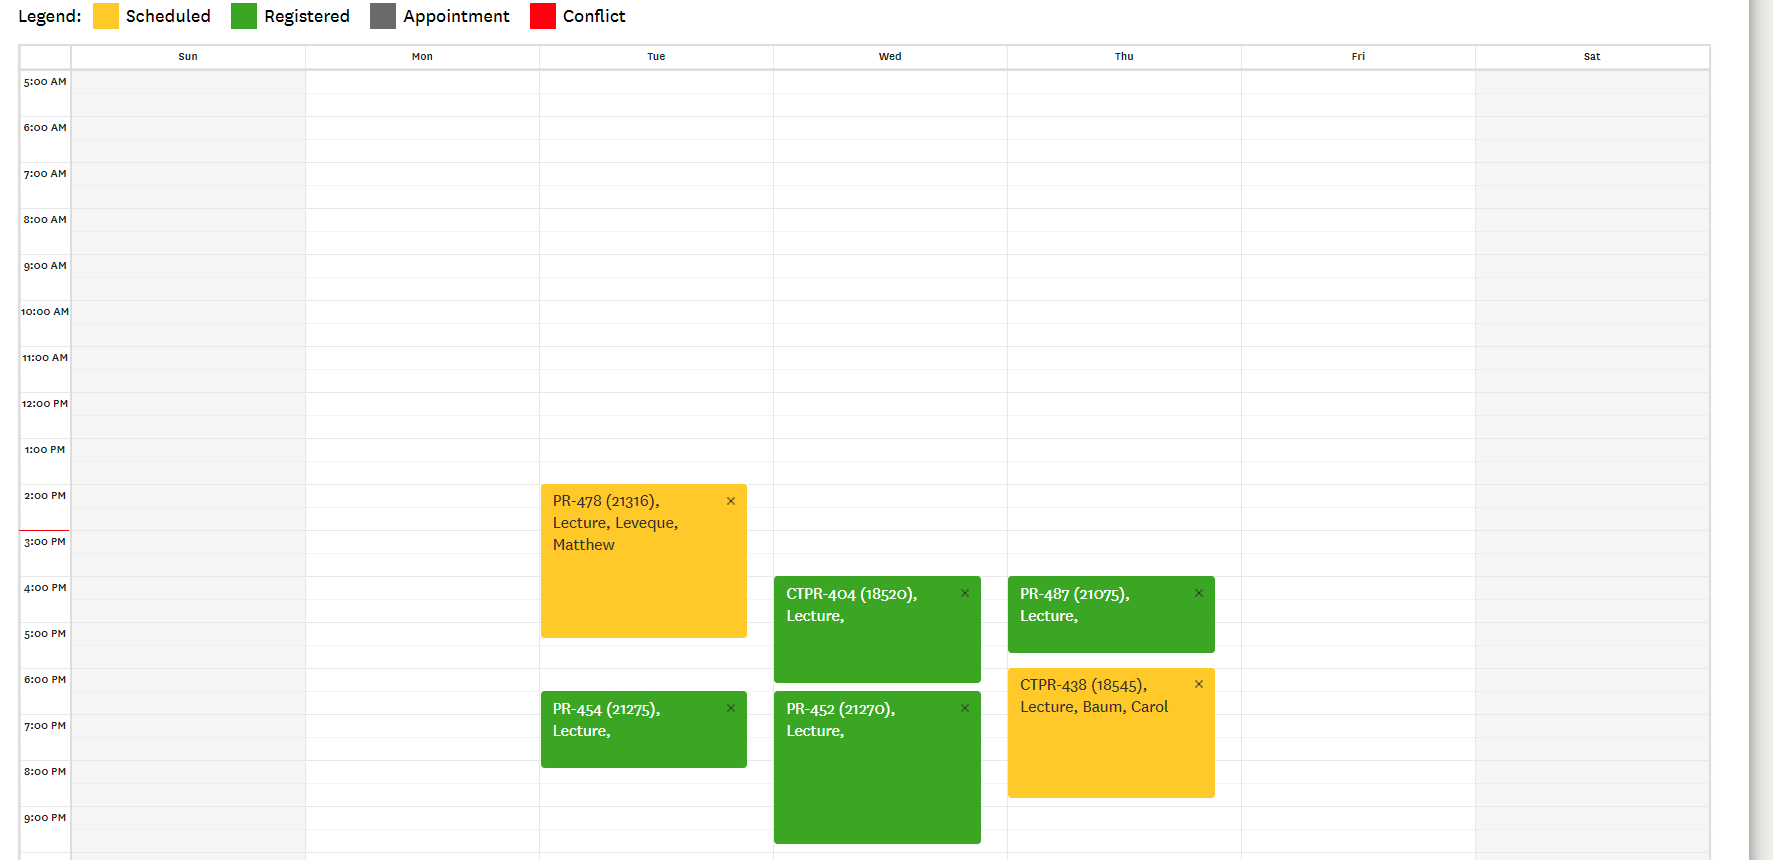 Legend: Scheduled Registered Appointment Conflict
Sun Mon Tue Wed Thu Fri Sat
5:00 AM
6:00 AM
7:00 AM
8:00 AM
9:00 AM
10:00 AM
11:00 AM
12:00 PM
1:00 PM
2:00 PM
3:00 PM
4:00 PM
5:00 PM
6:00 PM
7:00 PM
8:00 PM
9:00 PM
PR-478 (21316), ×
Lecture, Leveque,
Matthew
PR-454 (21275), ×
Lecture,
CTPR-404 (18520), ×
Lecture,
PR-452 (21270), ×
Lecture,
PR-487 (21075), ×
Lecture,
CTPR-438 (18545), ×
Lecture, Baum, Carol